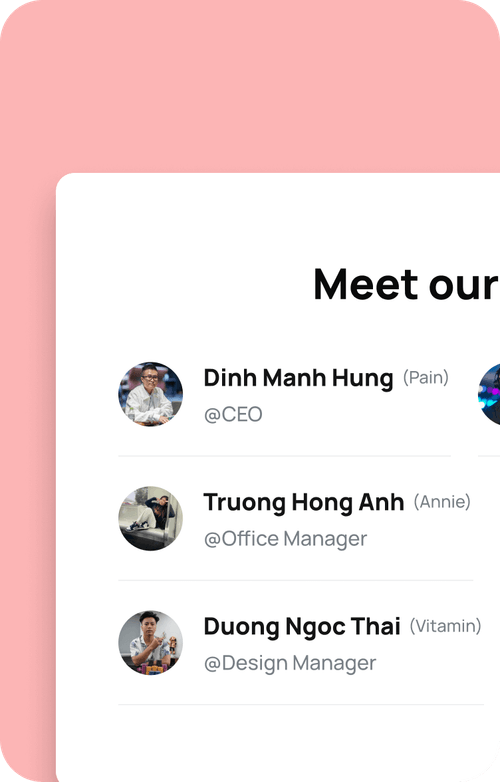 Meet our
Dinh Manh Hung (Pain)
@CEO
Truong Hong Anh (Annie)
@Office Manager
Duong Ngoc Thai (Vitamin)
@Design Manager